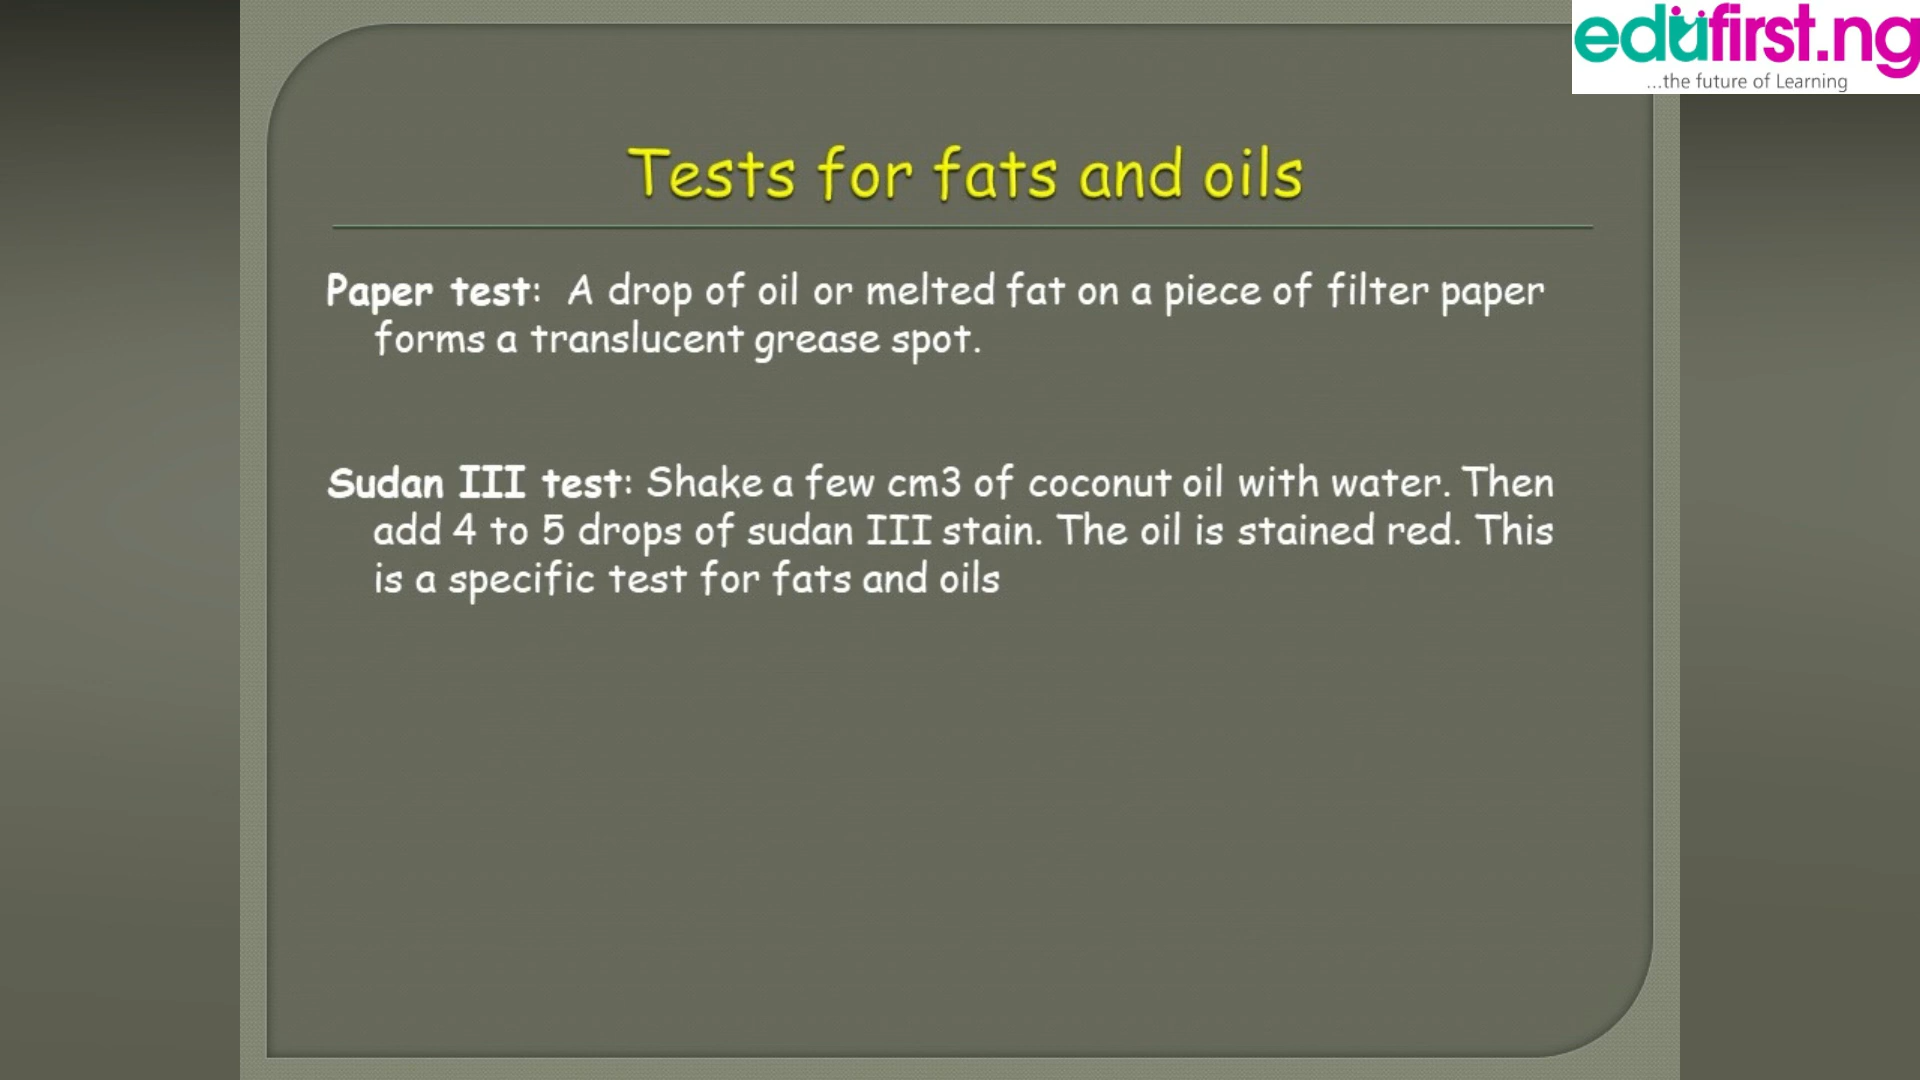 edufirst.ng
...the future of Learning
Tests for fats and oils
Paper test: A drop of oil or melted fat on a piece of filter paper
forms a translucent grease spot.
Sudan III test: Shake a few cm3 of coconut oil with water. Then
add 4 to 5 drops of sudan III stain. The oil is stained red. This
is a specific test for fats and oils